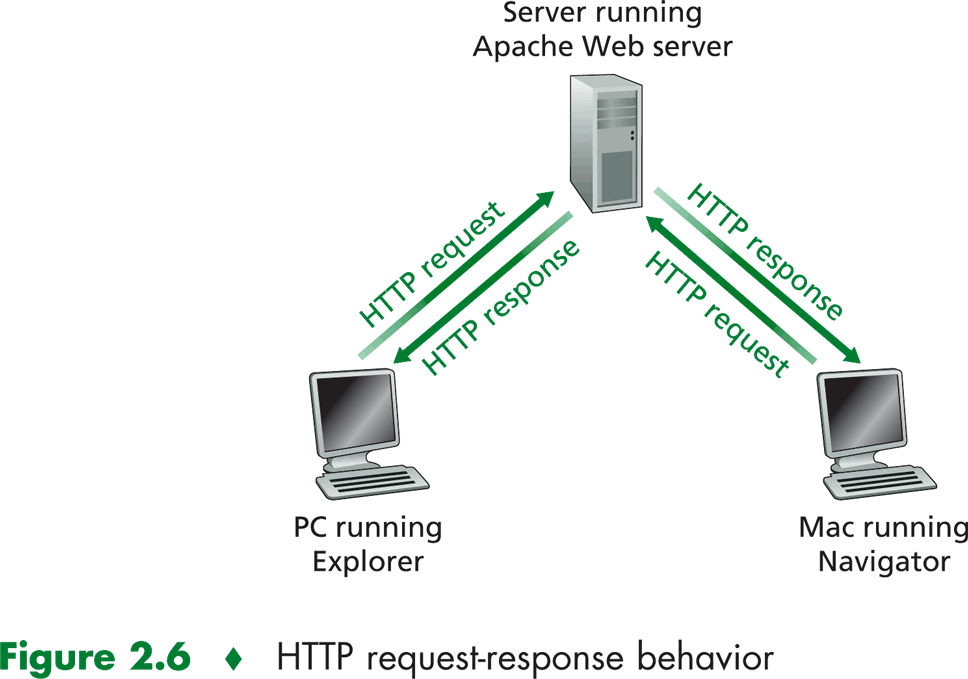 Server running
Apache Web server
HTTP request
HTTP response
HTTP response
HTTP request
PC running
Explorer
Mac running
Navigator
Figure 2.6 ♦ HTTP request-response behavior